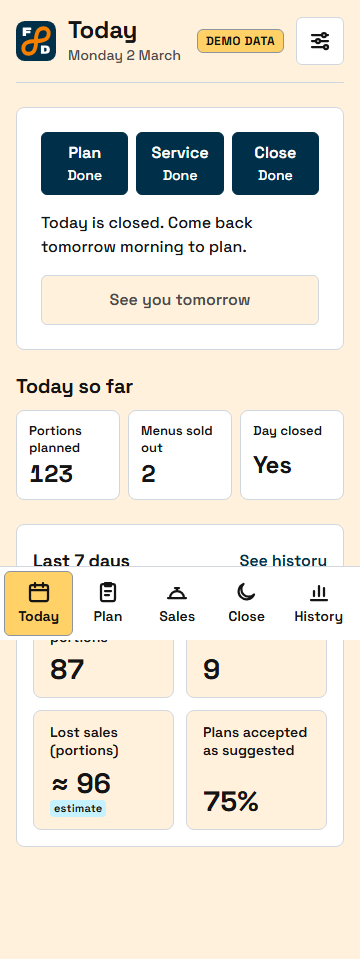 F
D
Today
Monday 2 March
DEMO DATA
Plan
Done
Service
Done
Close
Done
Today is closed. Come back
tomorrow morning to plan.
See you tomorrow
Today so far
Portions
planned
123
Menus sold
out
2
Day closed
Yes
Last 7 days
See history
Today
Plan
Sales
Close
History
portions
87
9
Lost sales
(portions)
≈ 96
estimate
Plans accepted
as suggested
75%